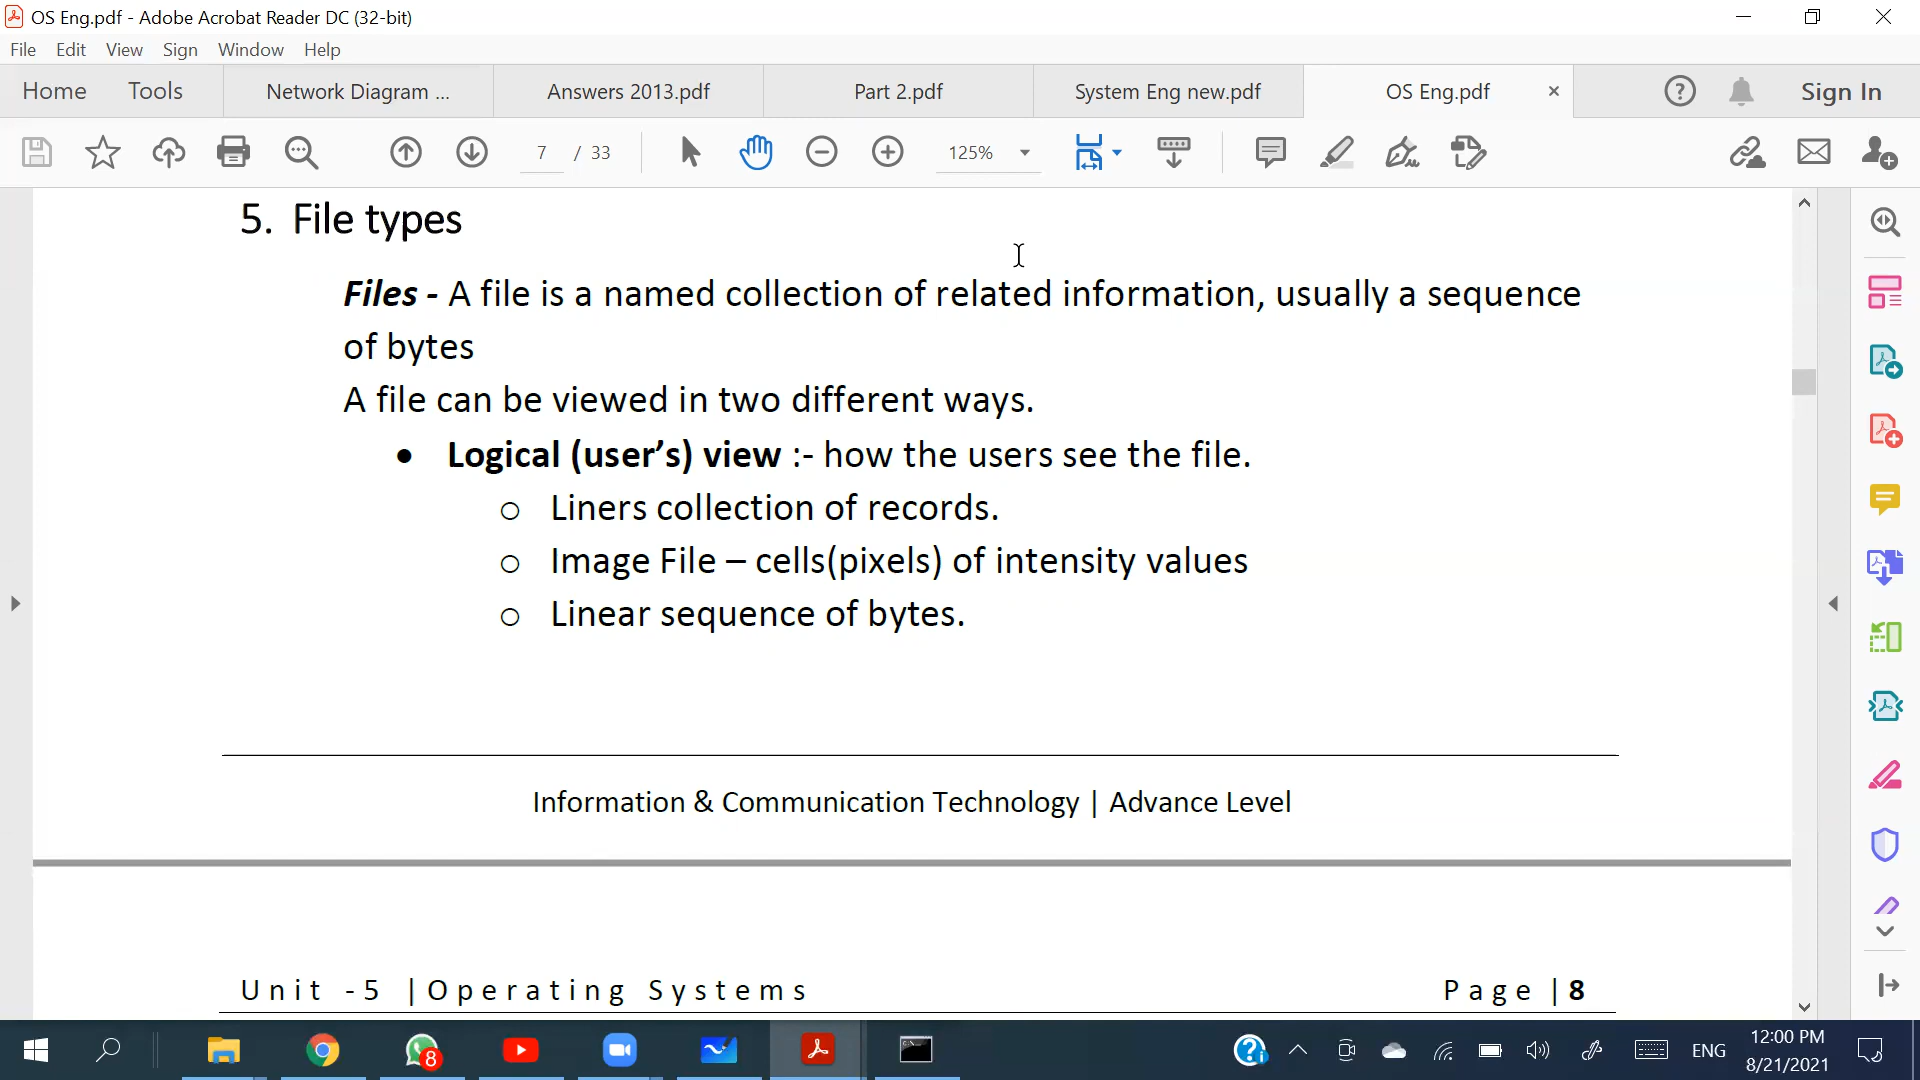 OS Eng.pdf - Adobe Acrobat Reader DC (32-bit)
File Edit View Sign Window Help
Home Tools Network Diagram ... Answers 2013.pdf Part 2.pdf System Eng new.pdf OS Eng.pdf × Sign In
7 / 33 125%
5. File types
Files - A file is a named collection of related information, usually a sequence
of bytes
A file can be viewed in two different ways.
• Logical (user’s) view :- how the users see the file.
o Liners collection of records.
o Image File – cells(pixels) of intensity values
o Linear sequence of bytes.
Information & Communication Technology | Advance Level
Unit -5 |Operating Systems Page |8
8 ENG 12:00 PM
8/21/2021